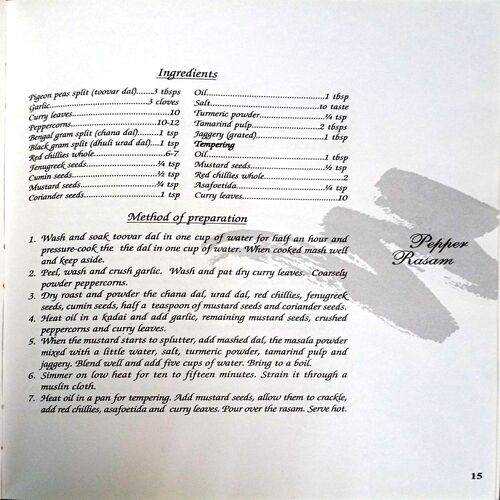 Ingredients
Pigeon peas split (toovar dal)......3 tbsps
Garlic..............................3 cloves
Curry leaves.............................10
Peppercorns.........................10-12
Bengal gram split (chana dal).......1 tsp
Black gram split (dhuli urad dal)...1 tsp
Red chillies whole....................6-7
Fenugreek seeds.....................¼ tsp
Cumin seeds.........................½ tsp
Mustard seeds.......................¾ tsp
Coriander seeds.....................1 tsp
Oil.................................1 tbsp
Salt................................to taste
Turmeric powder.....................¼ tsp
Tamarind pulp.......................2 tbsps
Jaggery (grated)....................1 tbsp
Tempering
Oil.................................1 tbsp
Mustard seeds.......................½ tsp
Red chillies whole......................2
Asafoetida..........................¼ tsp
Curry leaves...........................10
Method of preparation
1. Wash and soak toovar dal in one cup of water for half an hour and
pressure-cook the the dal in one cup of water. When cooked mash well
and keep aside.
2. Peel, wash and crush garlic. Wash and pat dry curry leaves. Coarsely
powder peppercorns.
3. Dry roast and powder the chana dal, urad dal, red chillies, fenugreek
seeds, cumin seeds, half a teaspoon of mustard seeds and coriander seeds.
4. Heat oil in a kadai and add garlic, remaining mustard seeds, crushed
peppercorns and curry leaves.
5. When the mustard starts to splutter, add mashed dal, the masala powder
mixed with a little water, salt, turmeric powder, tamarind pulp and
jaggery. Blend well and add five cups of water. Bring to a boil.
6. Simmer on low heat for ten to fifteen minutes. Strain it through a
muslin cloth.
7. Heat oil in a pan for tempering. Add mustard seeds, allow them to crackle,
add red chillies, asafoetida and curry leaves. Pour over the rasam. Serve hot.
Pepper
Rasam
15